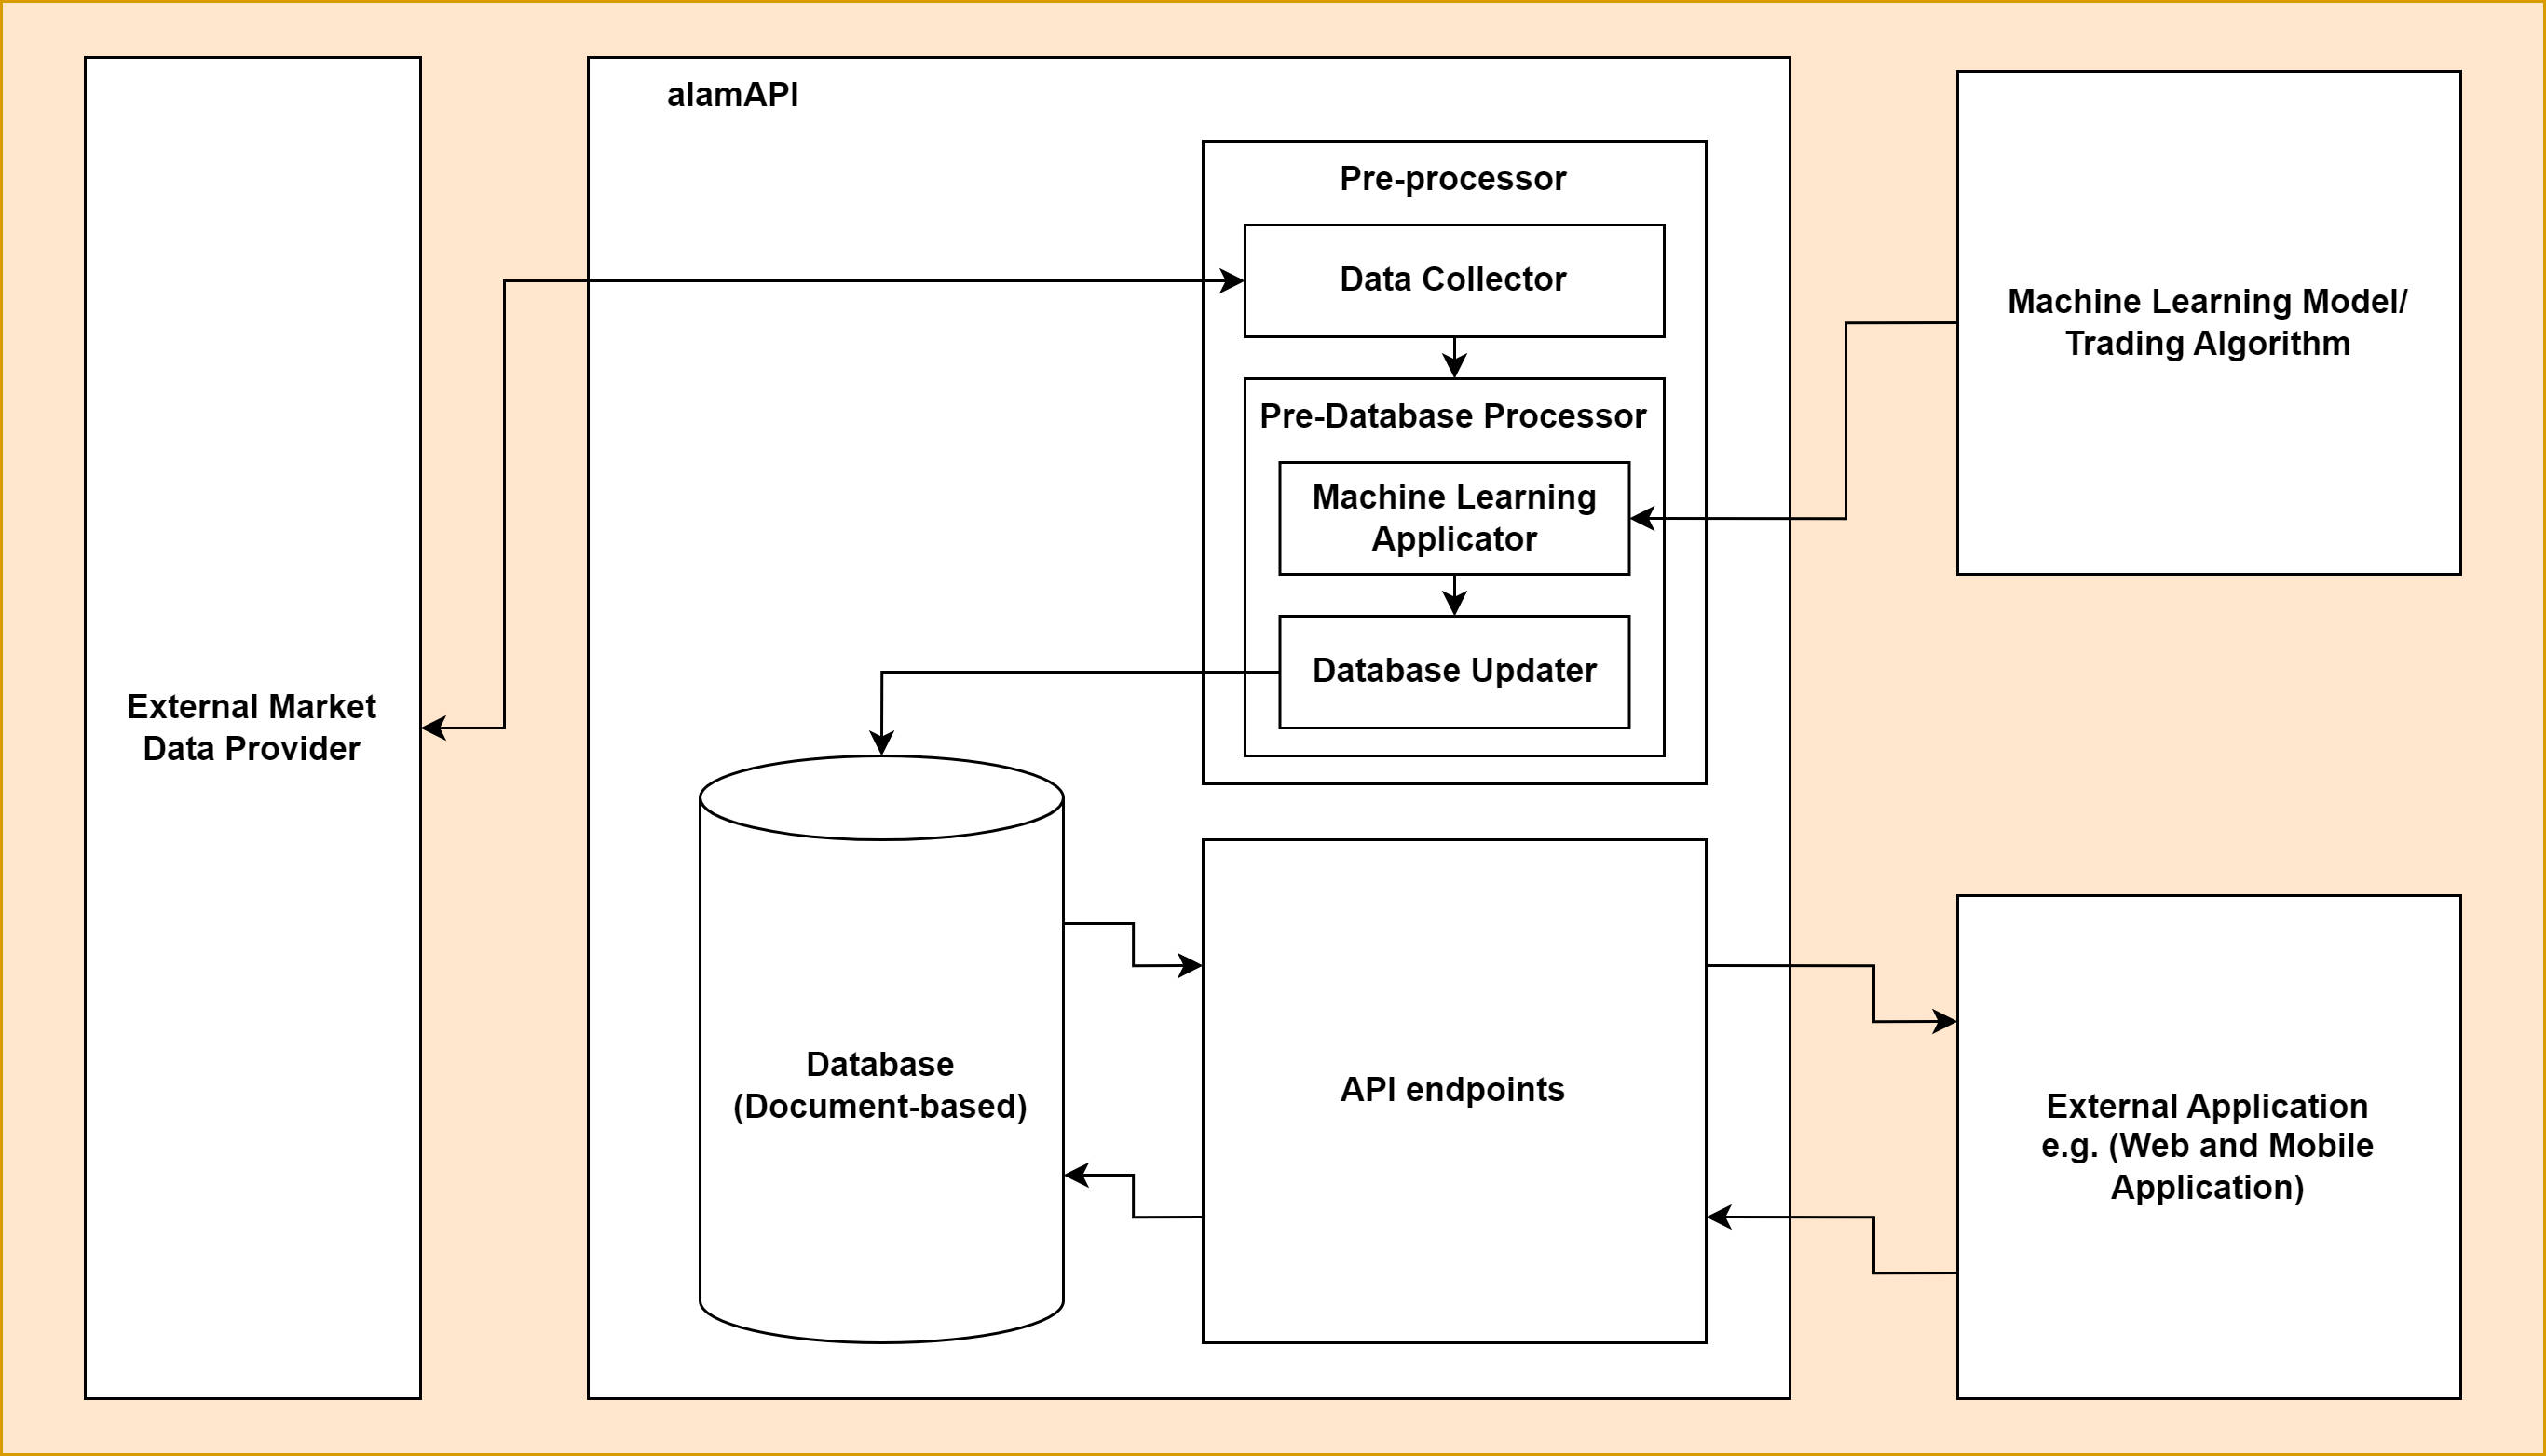 alamAPI
Pre-processor
Data Collector
Pre-Database Processor
Machine Learning
Applicator
Database Updater
Machine Learning Model/
Trading Algorithm
External Market
Data Provider
Database
(Document-based)
API endpoints
External Application
e.g. (Web and Mobile
Application)